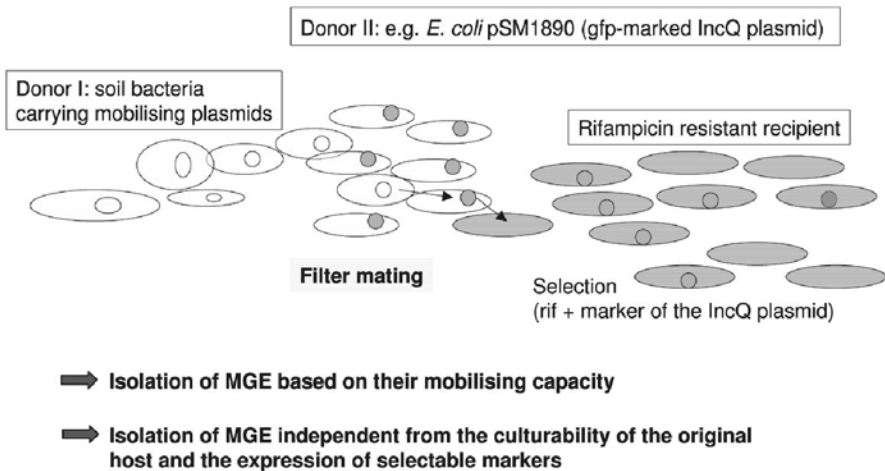 Donor II: e.g. E. coli pSM1890 (gfp-marked IncQ plasmid)
Donor I: soil bacteria
carrying mobilising plasmids
Rifampicin resistant recipient
Filter mating
Selection
(rif + marker of the IncQ plasmid)
Isolation of MGE based on their mobilising capacity
Isolation of MGE independent from the culturability of the original
host and the expression of selectable markers